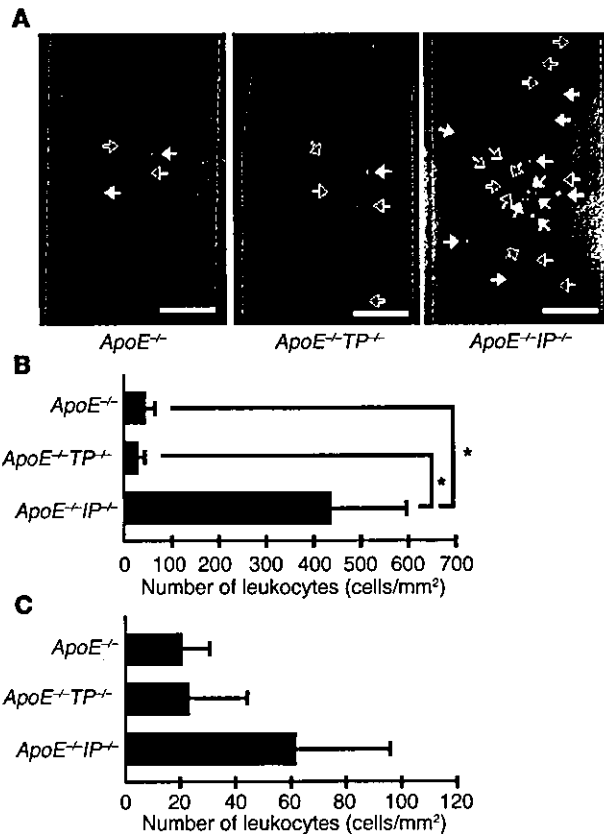 A
ApoE⁻/⁻ ApoE⁻/⁻TP⁻/⁻ ApoE⁻/⁻IP⁻/⁻
B
ApoE⁻/⁻
ApoE⁻/⁻TP⁻/⁻
ApoE⁻/⁻IP⁻/⁻
*
*
0 100 200 300 400 500 600 700
Number of leukocytes (cells/mm²)
C
ApoE⁻/⁻
ApoE⁻/⁻TP⁻/⁻
ApoE⁻/⁻IP⁻/⁻
0 20 40 60 80 100 120
Number of leukocytes (cells/mm²)